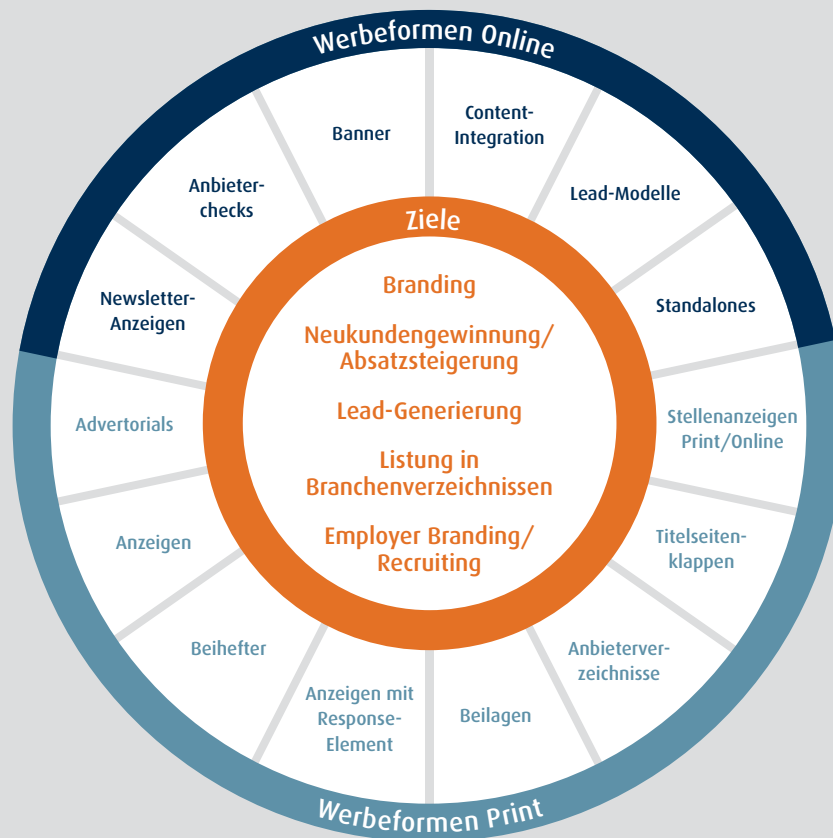 Werbeformen Online
Banner
Content-
Integration
Lead-Modelle
Standalones
Stellenanzeigen
Print/Online
Titelseiten-
klappen
Anbieterver-
zeichnisse
Beilagen
Anzeigen mit
Response-
Element
Beihefter
Anzeigen
Advertorials
Newsletter-
Anzeigen
Anbieter-
checks
Ziele
Branding
Neukundengewinnung/
Absatzsteigerung
Lead-Generierung
Listung in
Branchenverzeichnissen
Employer Branding/
Recruiting
Werbeformen Print